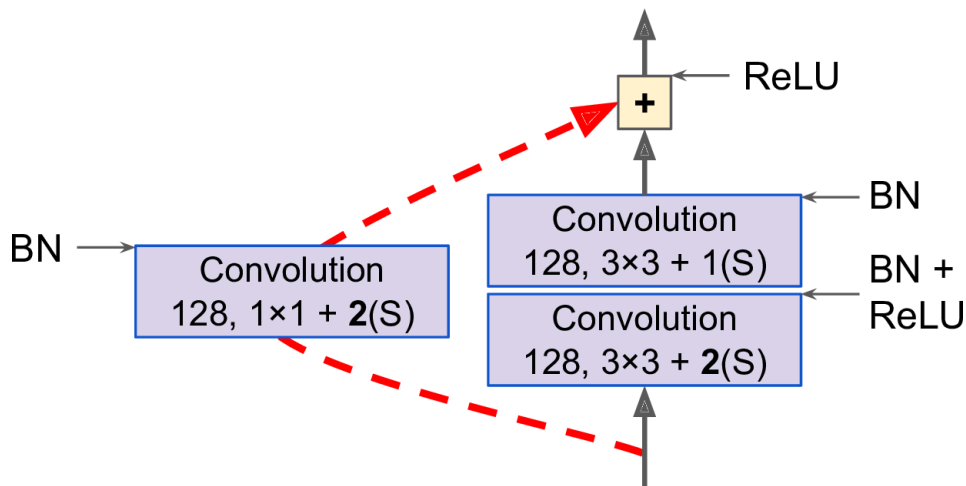 +
ReLU
Convolution
128, 3×3 + 1(S)
BN
BN
Convolution
128, 1×1 + 2(S)
Convolution
128, 3×3 + 2(S)
BN +
ReLU